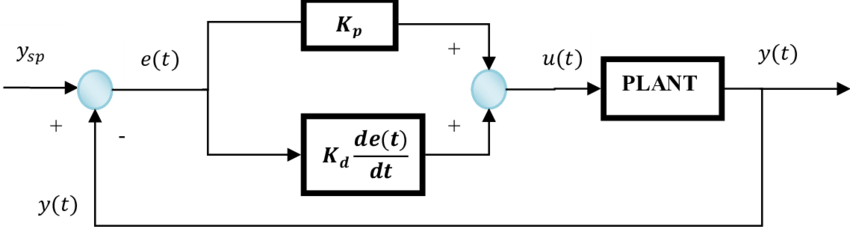 K_p
y_sp
e(t)
+
u(t)
y(t)
PLANT
+
-
+
K_d de(t)/dt
y(t)